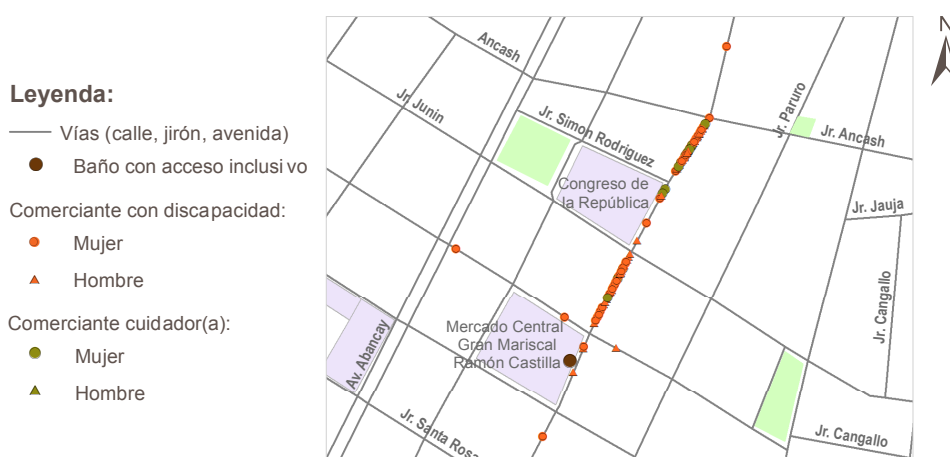 Leyenda:
Vías (calle, jirón, avenida)
Baño con acceso inclusivo
Comerciante con discapacidad:
Mujer
Hombre
Comerciante cuidador(a):
Mujer
Hombre
N
Ancash
Jr. Junin
Jr. Simon Rodriguez
Jr. Paruro
Jr. Ancash
Congreso de
la República
Jr. Jauja
Jr. Cangallo
Mercado Central
Gran Mariscal
Ramón Castilla
Av. Abancay
Jr. Santa Rosa
Jr. Cangallo